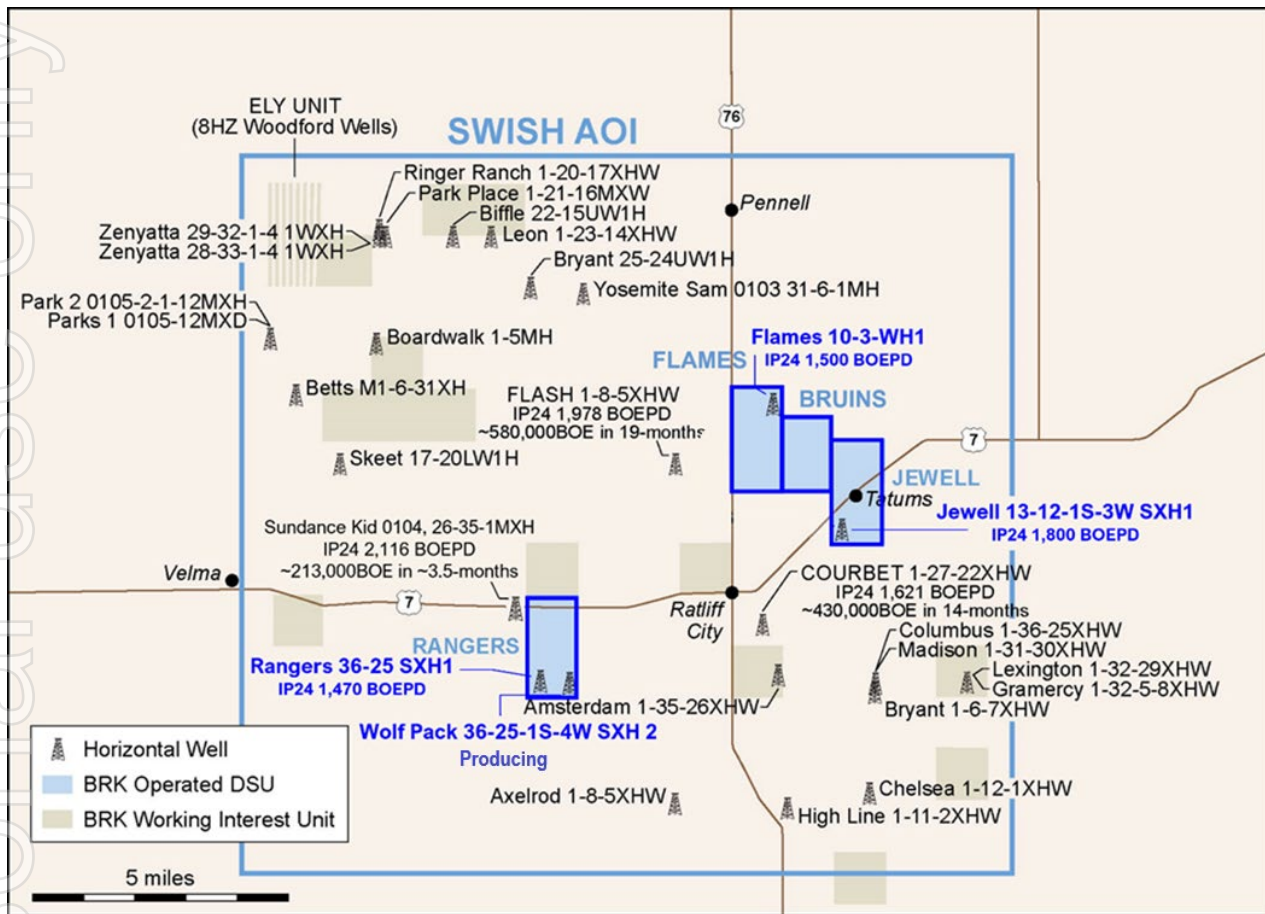 ELY UNIT
(8HZ Woodford Wells)
SWISH AOI
76
Ringer Ranch 1-20-17XHW
Park Place 1-21-16MXW
Biffle 22-15UW1H
Leon 1-23-14XHW
Pennell
Zenyatta 29-32-1-4 1WXH
Zenyatta 28-33-1-4 1WXH
Bryant 25-24UW1H
Yosemite Sam 0103 31-6-1MH
Park 2 0105-2-1-12MXH
Parks 1 0105-12MXD
Boardwalk 1-5MH
Flames 10-3-WH1
IP24 1,500 BOEPD
FLAMES
Betts M1-6-31XH
FLASH 1-8-5XHW
IP24 1,978 BOEPD
~580,000BOE in 19-months
BRUINS
7
Skeet 17-20LW1H
JEWELL
Tatums
Jewell 13-12-1S-3W SXH1
IP24 1,800 BOEPD
Sundance Kid 0104, 26-35-1MXH
IP24 2,116 BOEPD
~213,000BOE in ~3.5-months
Velma
7
Ratliff
City
COURBET 1-27-22XHW
IP24 1,621 BOEPD
~430,000BOE in 14-months
RANGERS
Rangers 36-25 SXH1
IP24 1,470 BOEPD
Columbus 1-36-25XHW
Madison 1-31-30XHW
Lexington 1-32-29XHW
Gramercy 1-32-5-8XHW
Bryant 1-6-7XHW
Amsterdam 1-35-26XHW
Wolf Pack 36-25-1S-4W SXH 2
Producing
Axelrod 1-8-5XHW
Chelsea 1-12-1XHW
High Line 1-11-2XHW
Horizontal Well
BRK Operated DSU
BRK Working Interest Unit
5 miles